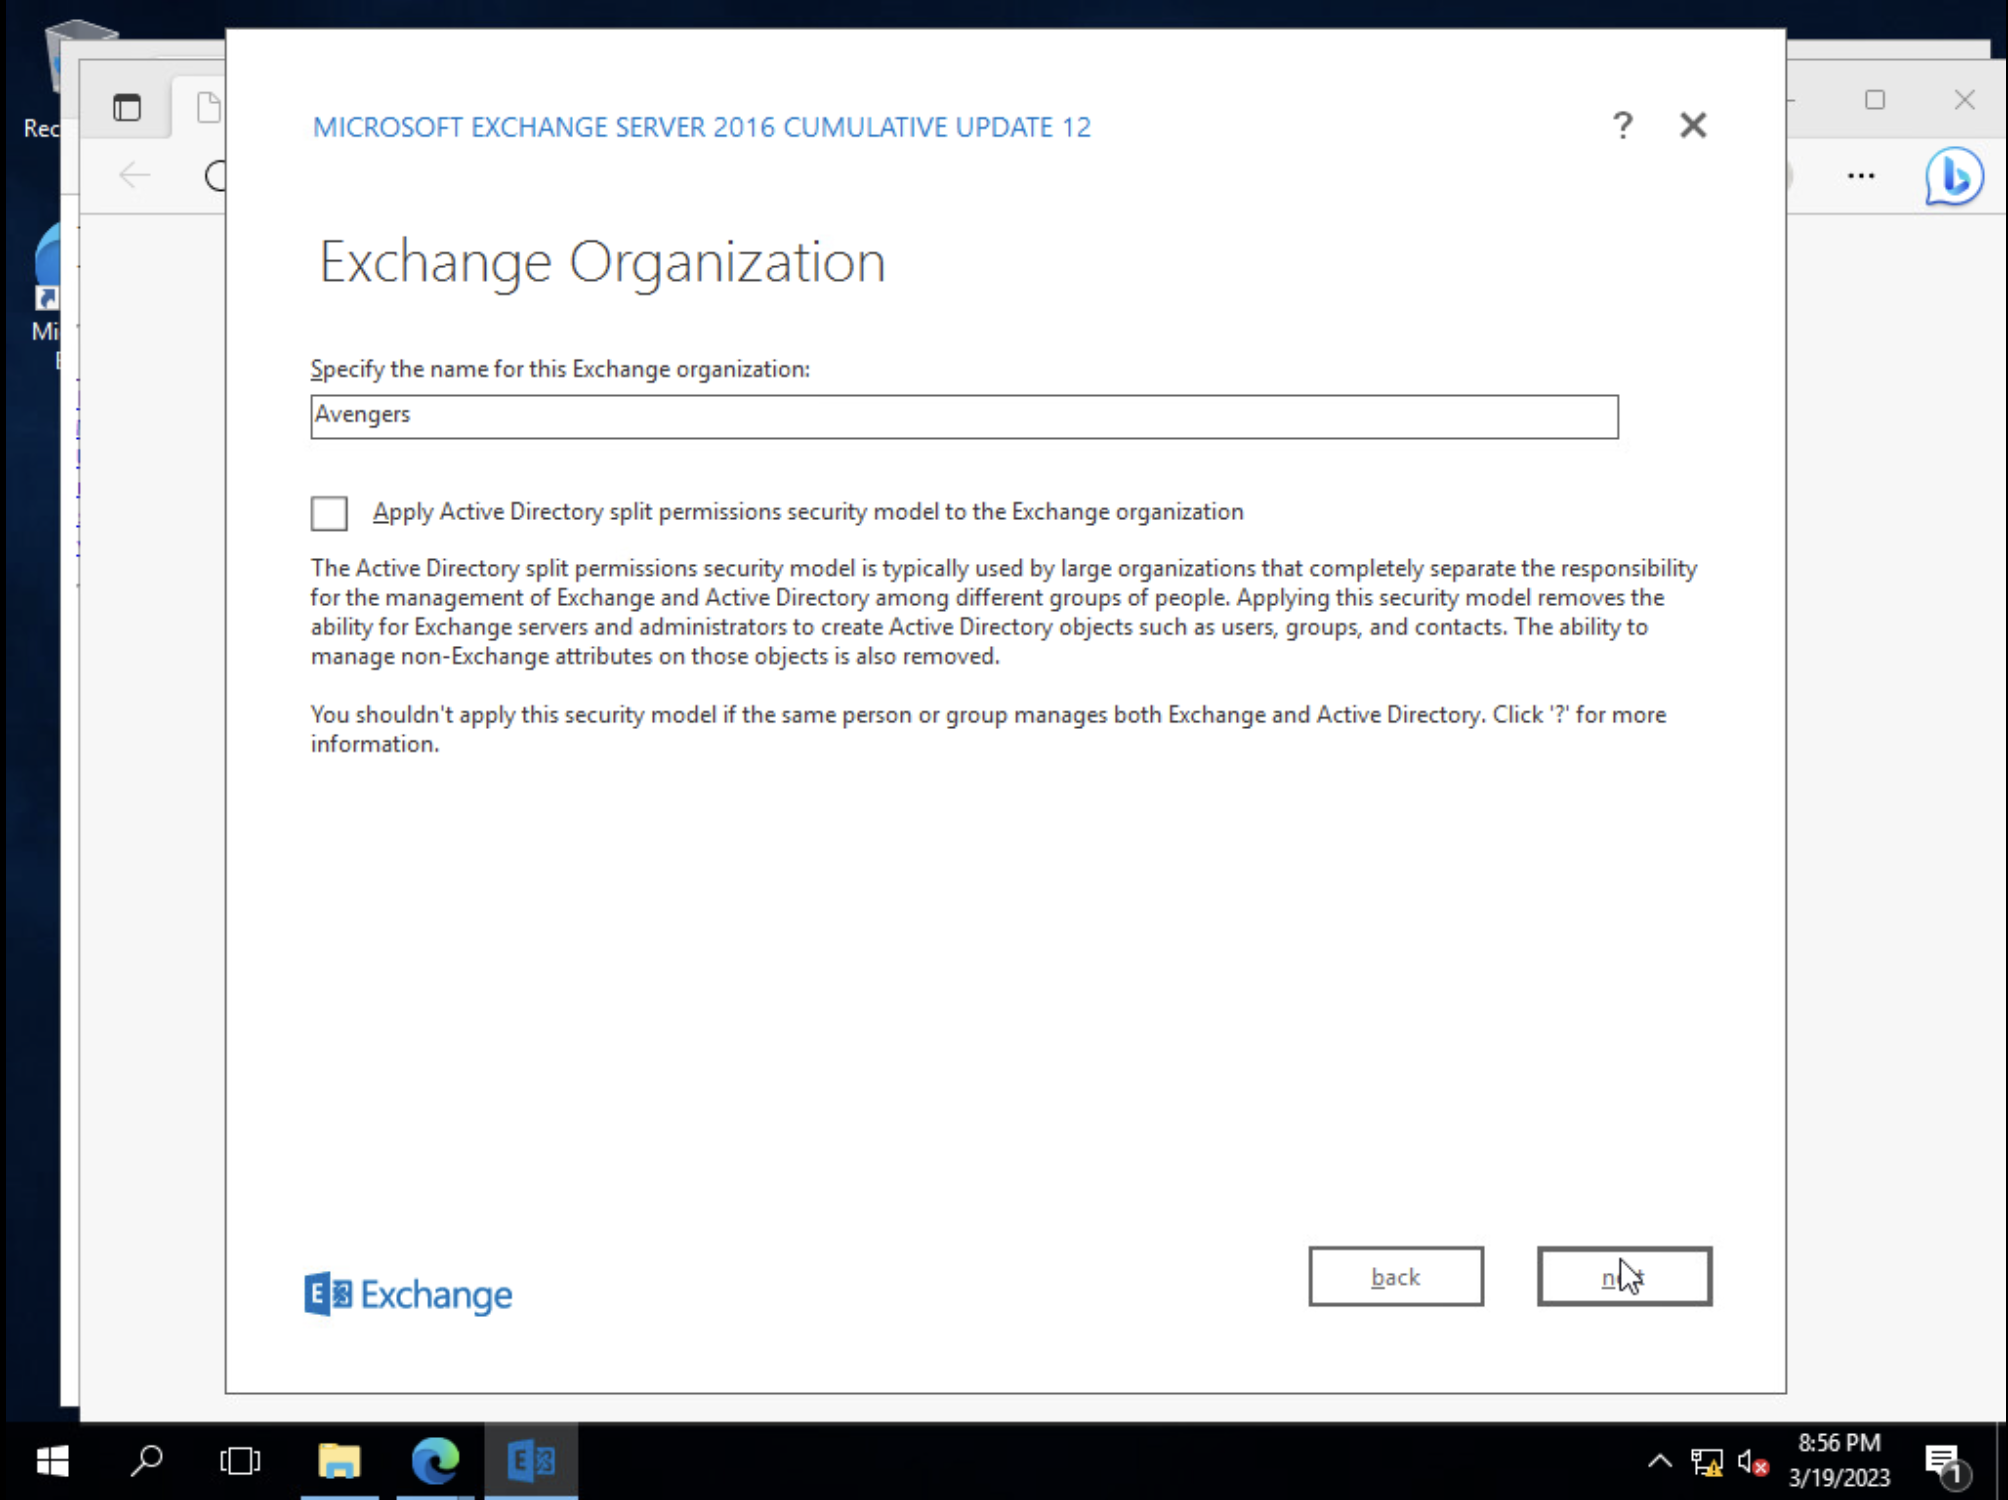 Rec
Mi
MICROSOFT EXCHANGE SERVER 2016 CUMULATIVE UPDATE 12
?
Exchange Organization
Specify the name for this Exchange organization:
Avengers
Apply Active Directory split permissions security model to the Exchange organization
The Active Directory split permissions security model is typically used by large organizations that completely separate the responsibility
for the management of Exchange and Active Directory among different groups of people. Applying this security model removes the
ability for Exchange servers and administrators to create Active Directory objects such as users, groups, and contacts. The ability to
manage non-Exchange attributes on those objects is also removed.
You shouldn't apply this security model if the same person or group manages both Exchange and Active Directory. Click '?' for more
information.
Exchange
back
8:56 PM
3/19/2023
1